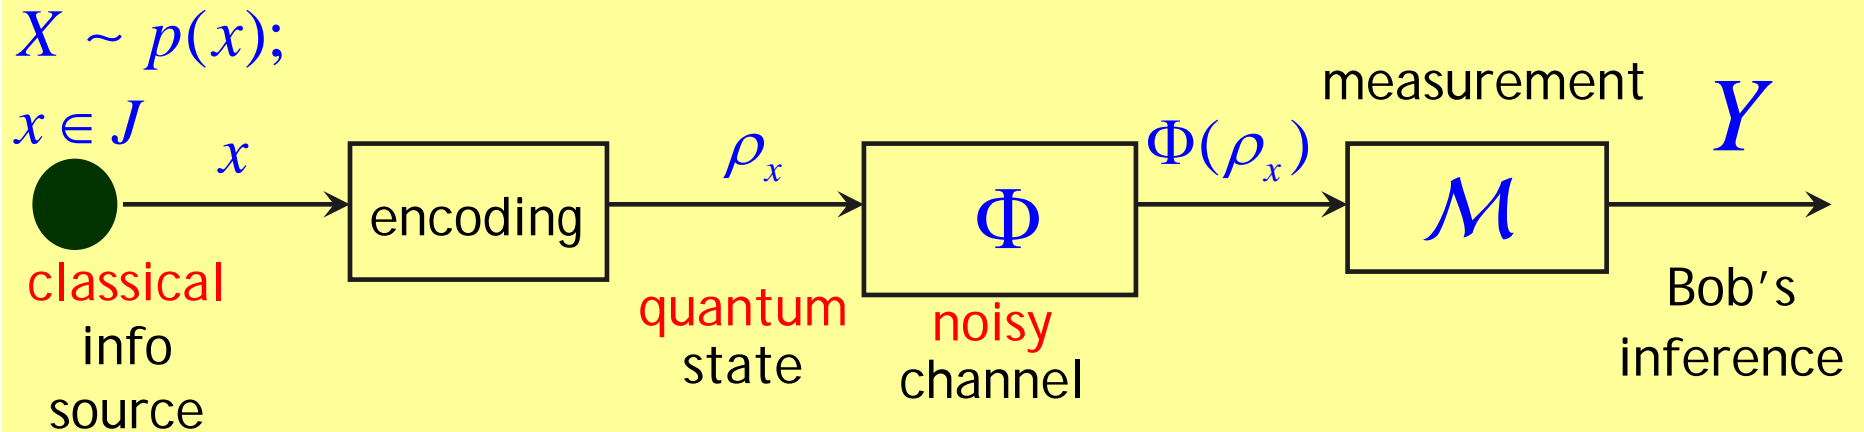 X ~ p(x);
x ∈ J
x
classical
info
source
encoding
ρₓ
quantum
state
Φ
noisy
channel
Φ(ρₓ)
measurement
ℳ
Y
Bob's
inference